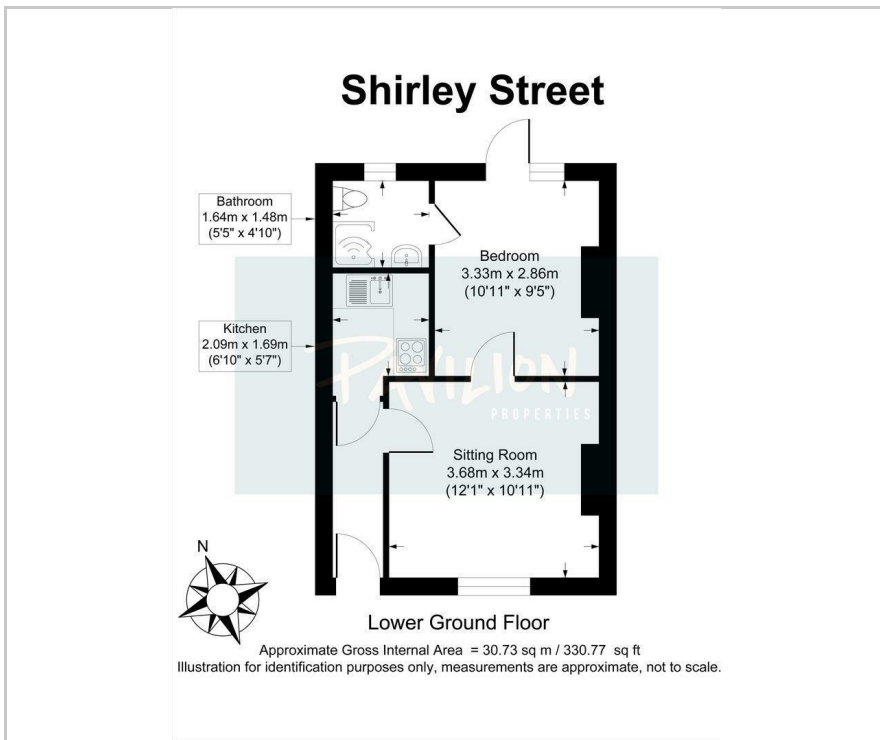 Shirley Street
Bathroom
1.64m x 1.48m
(5'5" x 4'10")
Bedroom
3.33m x 2.86m
(10'11" x 9'5")
Kitchen
2.09m x 1.69m
(6'10" x 5'7")
PAVILION
PROPERTIES
Sitting Room
3.68m x 3.34m
(12'1" x 10'11")
N
Lower Ground Floor
Approximate Gross Internal Area = 30.73 sq m / 330.77 sq ft
Illustration for identification purposes only, measurements are approximate, not to scale.